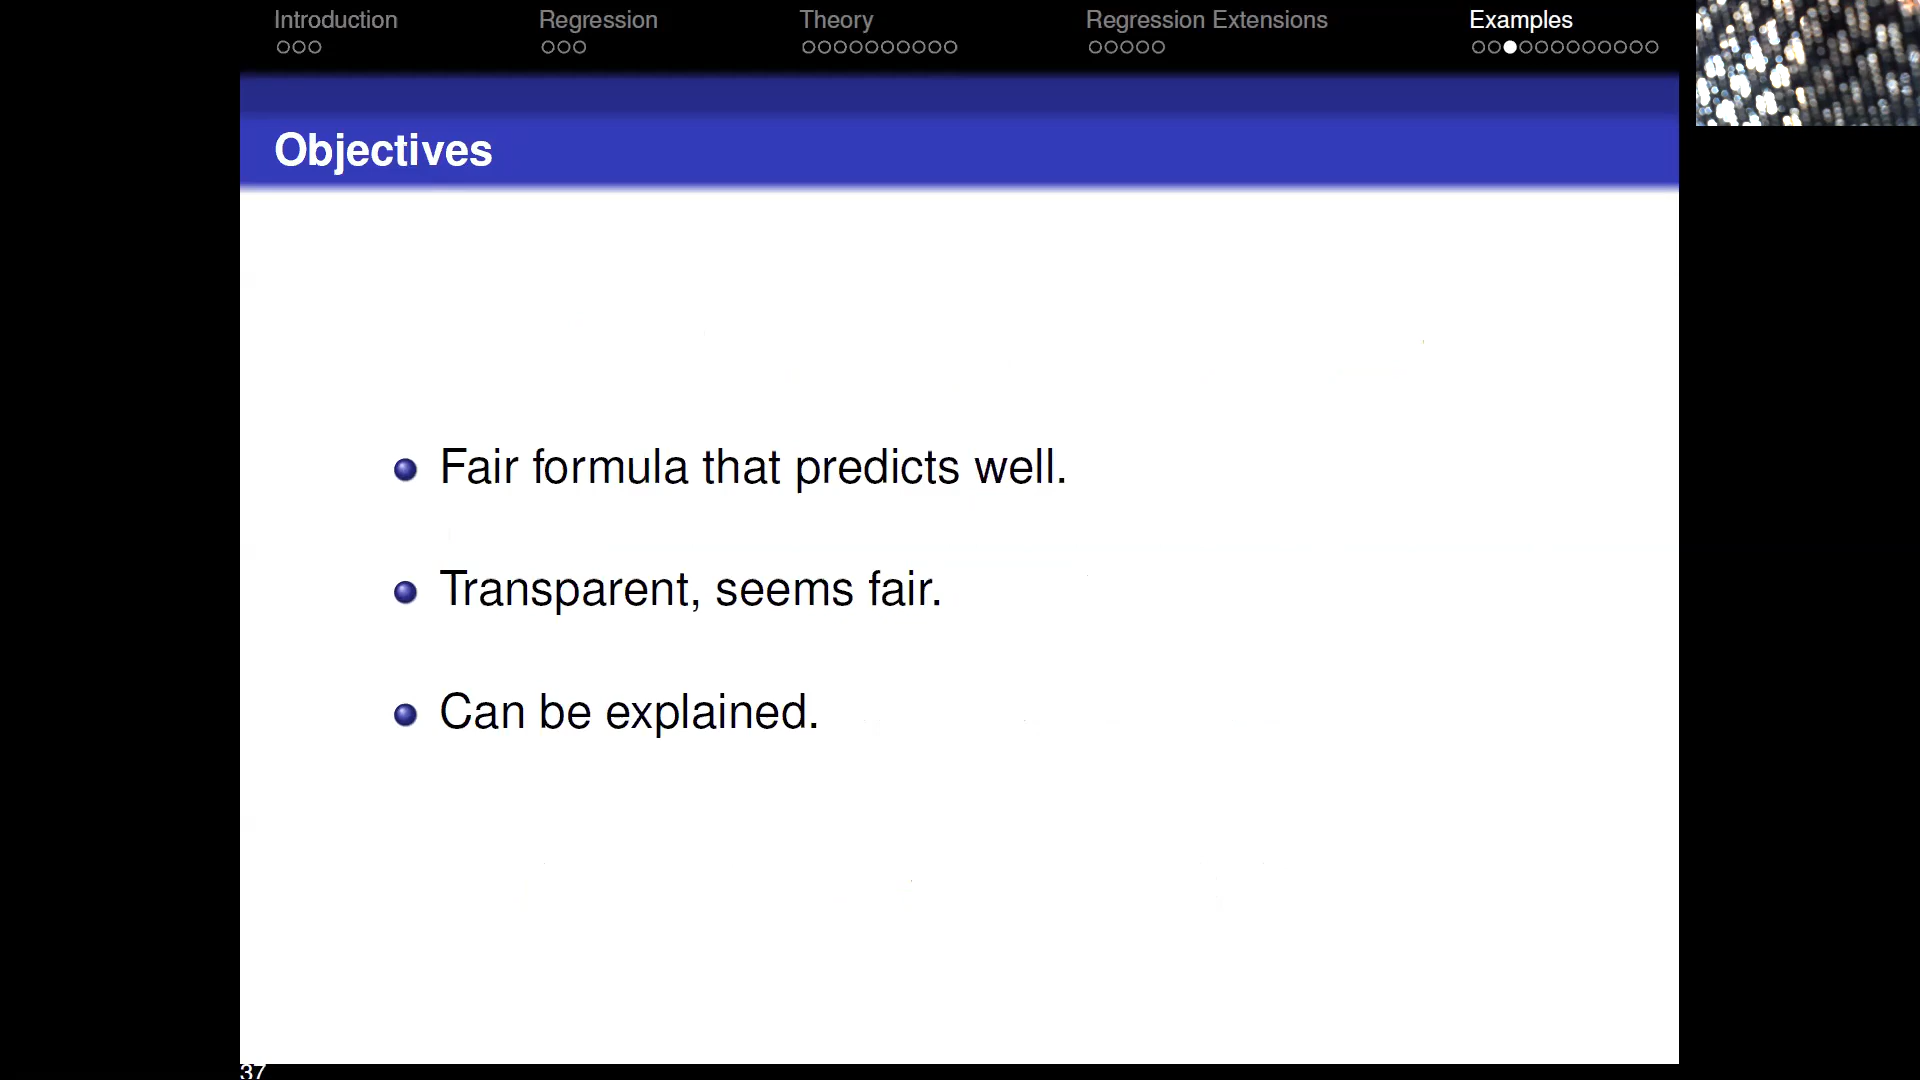 Introduction
Regression
Theory
Regression Extensions
Examples
Objectives
Fair formula that predicts well.
Transparent, seems fair.
Can be explained.
37